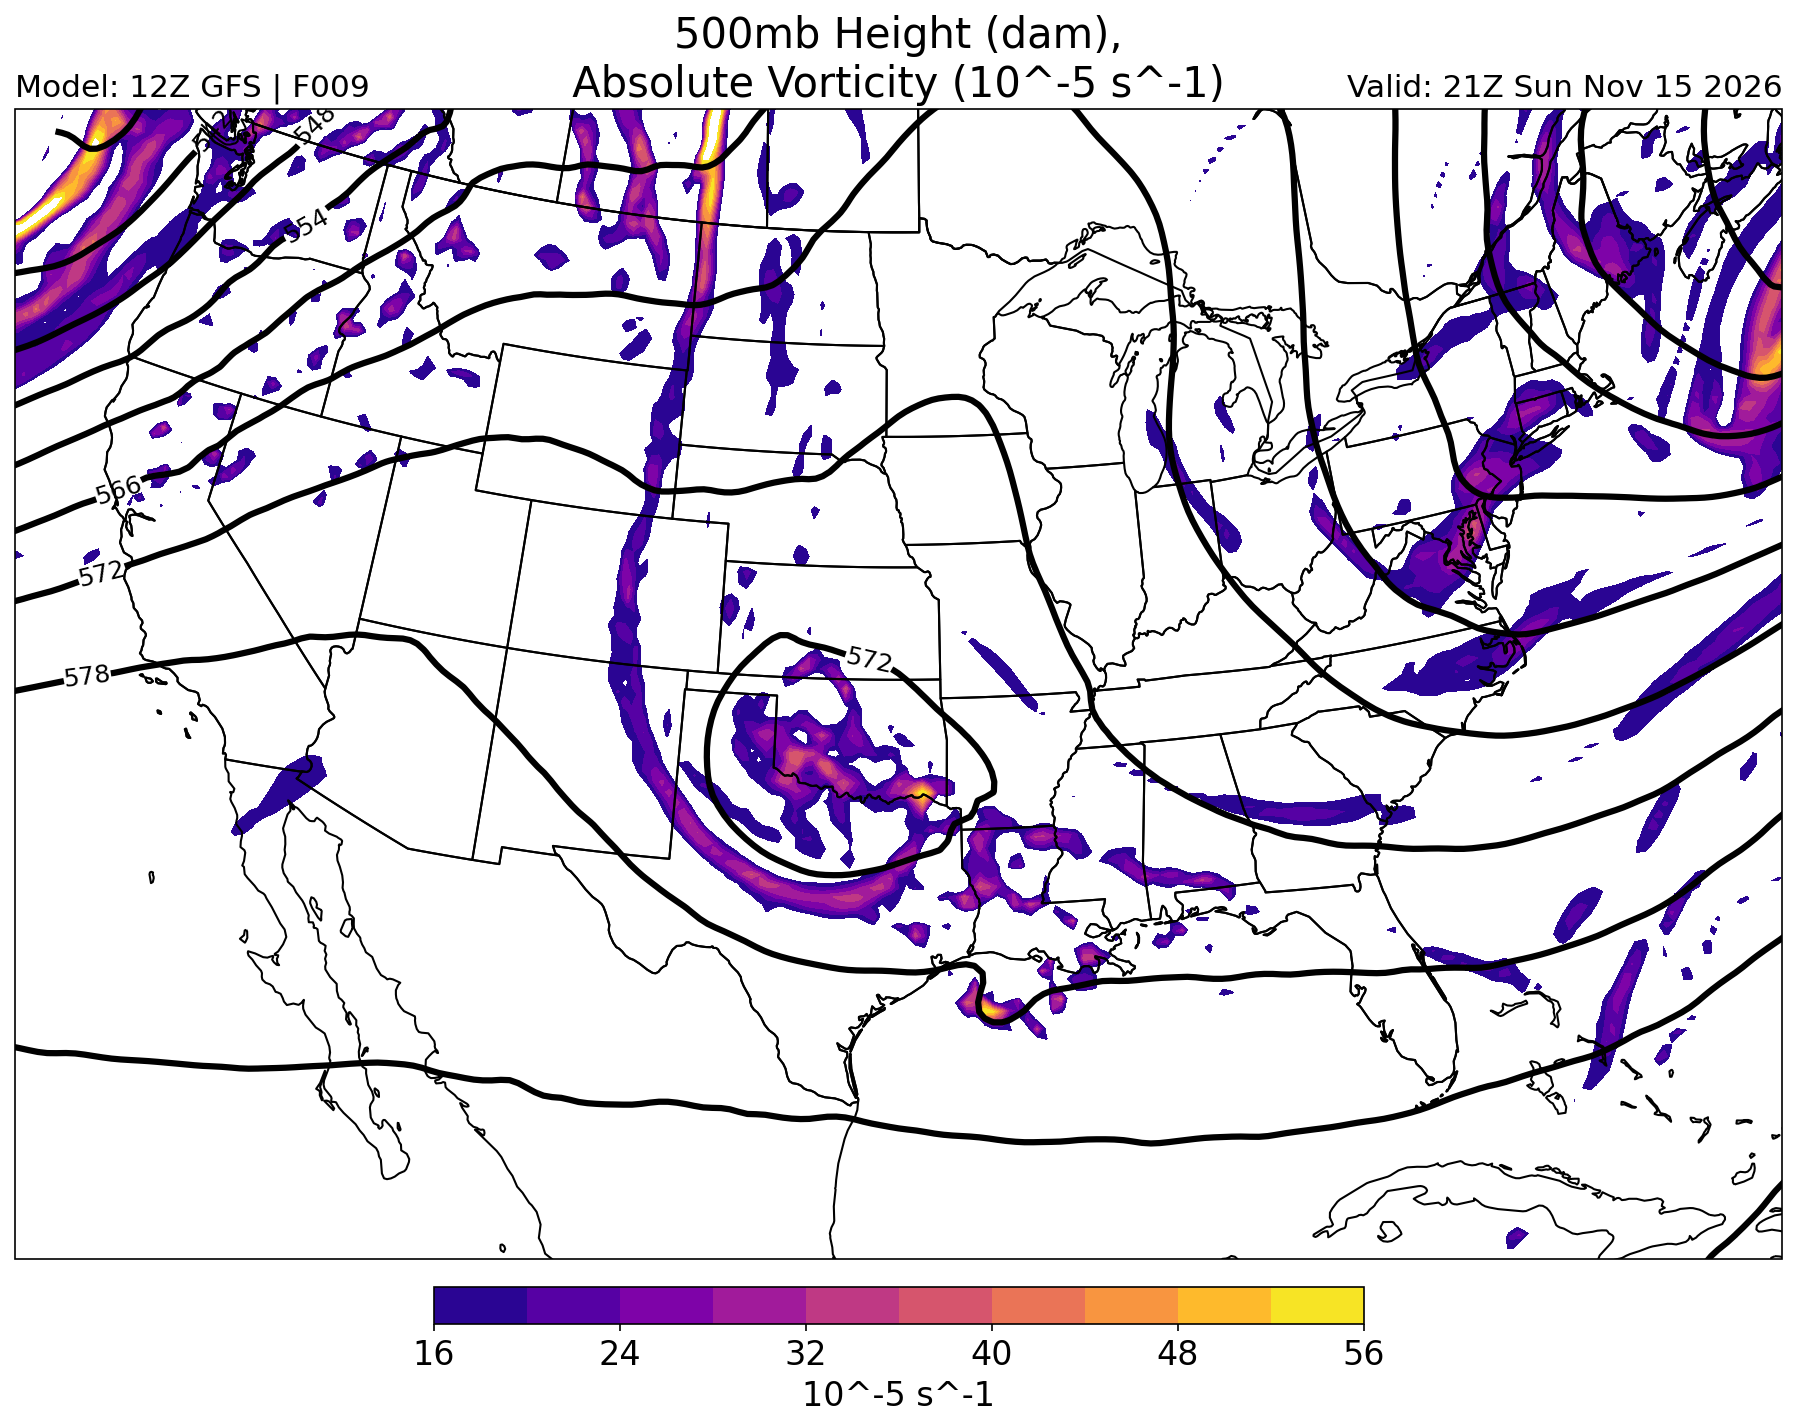 500mb Height (dam),
Absolute Vorticity (10^-5 s^-1)
Model: 12Z GFS | F009
Valid: 21Z Sun Nov 15 2026
548
554
566
572
578
572
16 24 32 40 48 56
10^-5 s^-1